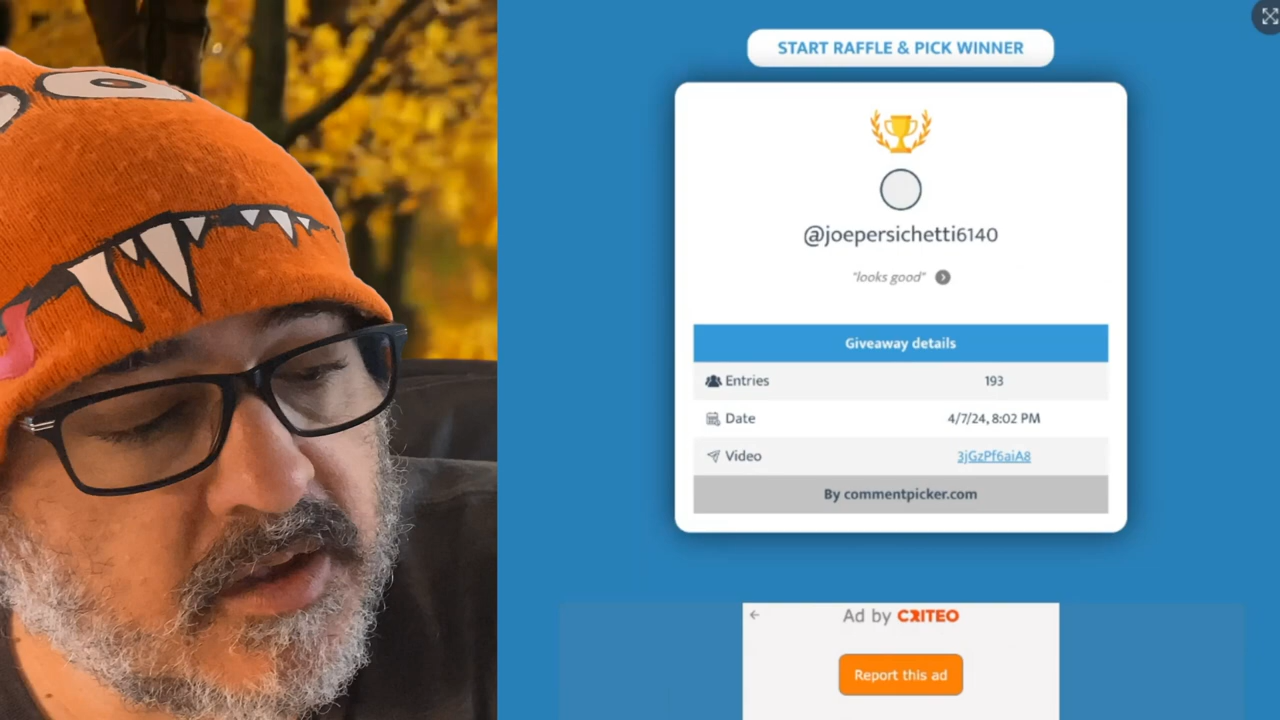 START RAFFLE & PICK WINNER
@joepersichetti6140
"looks good"
Giveaway details
Entries 193
Date 4/7/24, 8:02 PM
Video 3jGzPf6aiA8
By commentpicker.com
Ad by CRITEO
Report this ad